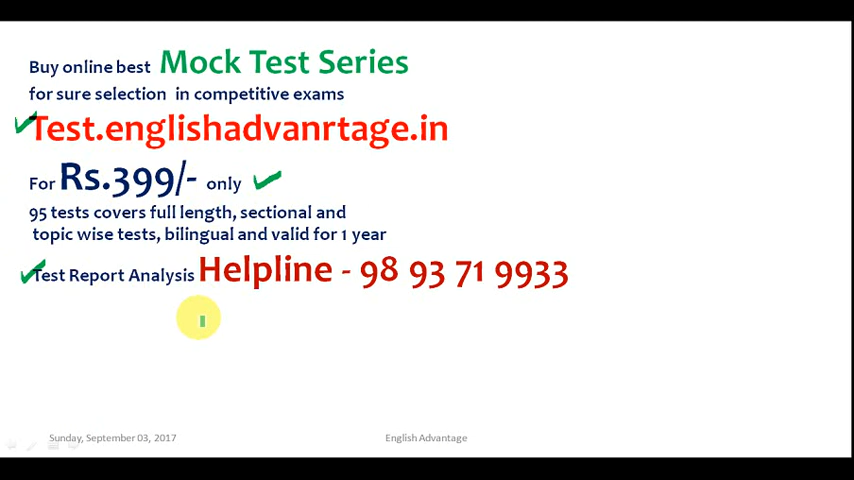 Buy online best Mock Test Series
for sure selection in competitive exams
Test.englishadvanrtage.in
For Rs.399/- only
95 tests covers full length, sectional and
topic wise tests, bilingual and valid for 1 year
Test Report Analysis Helpline - 98 93 71 9933
Sunday, September 03, 2017 English Advantage